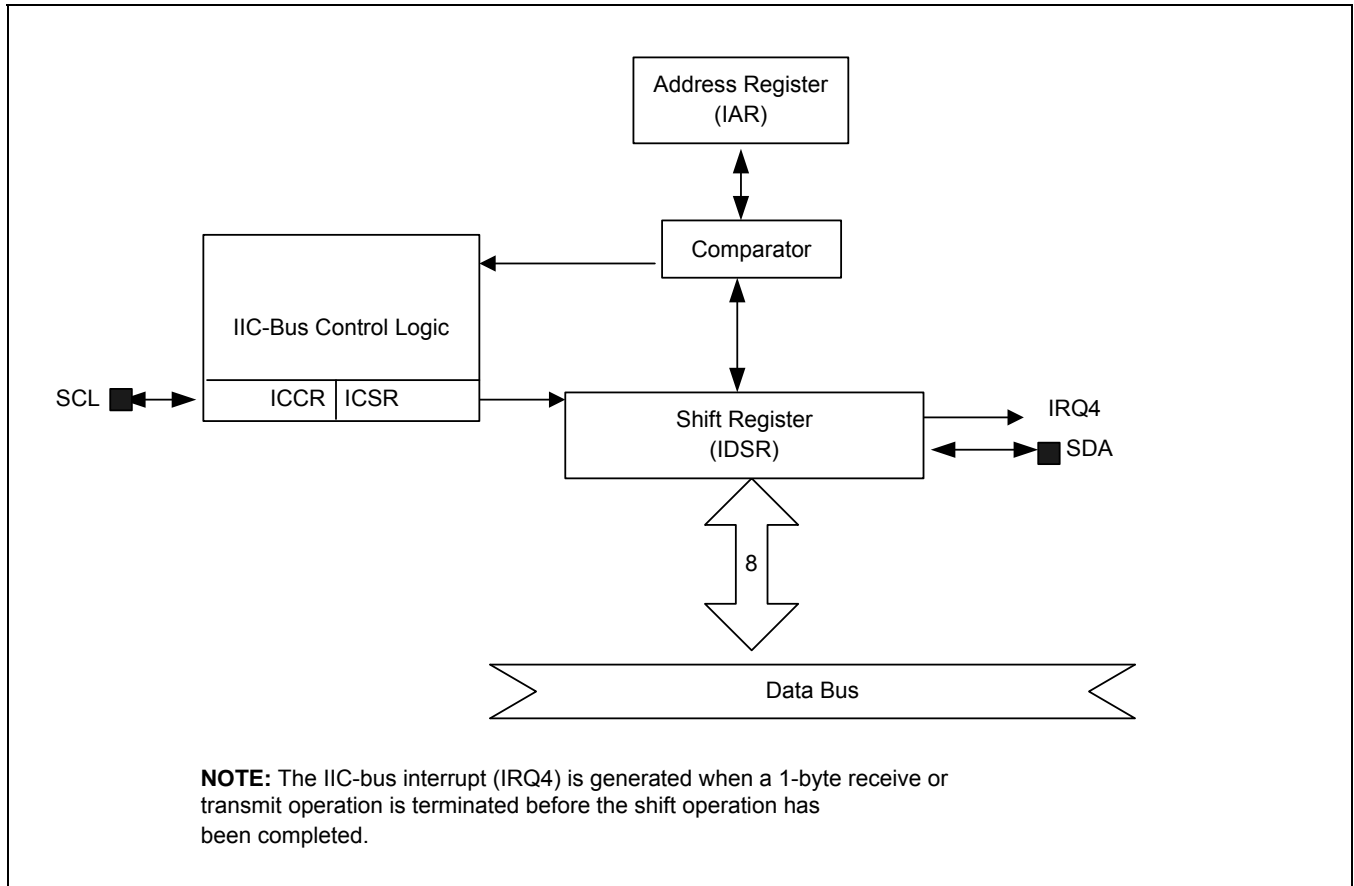 Address Register
(IAR)
Comparator
IIC-Bus Control Logic
SCL
ICCR
ICSR
Shift Register
(IDSR)
IRQ4
SDA
8
Data Bus
NOTE: The IIC-bus interrupt (IRQ4) is generated when a 1-byte receive or
transmit operation is terminated before the shift operation has
been completed.